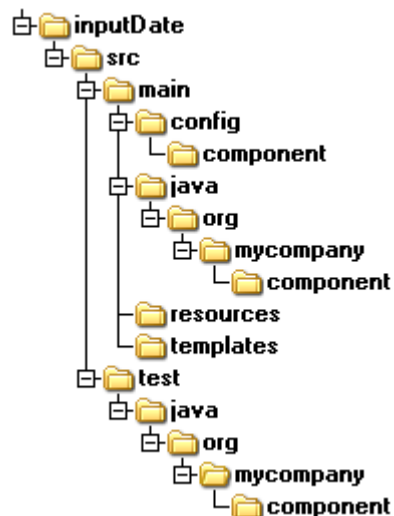 inputDate
src
main
config
component
java
org
mycompany
component
resources
templates
test
java
org
mycompany
component